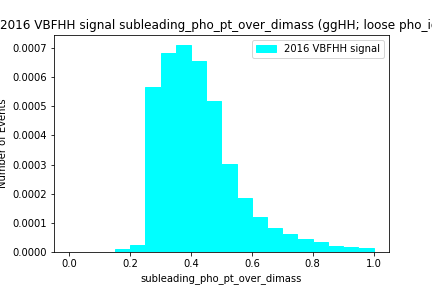 2016 VBFHH signal subleading_pho_pt_over_dimass (ggHH; loose pho_i
2016 VBFHH signal
Number of Events
0.0007
0.0006
0.0005
0.0004
0.0003
0.0002
0.0001
0.0000
0.0 0.2 0.4 0.6 0.8 1.0
subleading_pho_pt_over_dimass